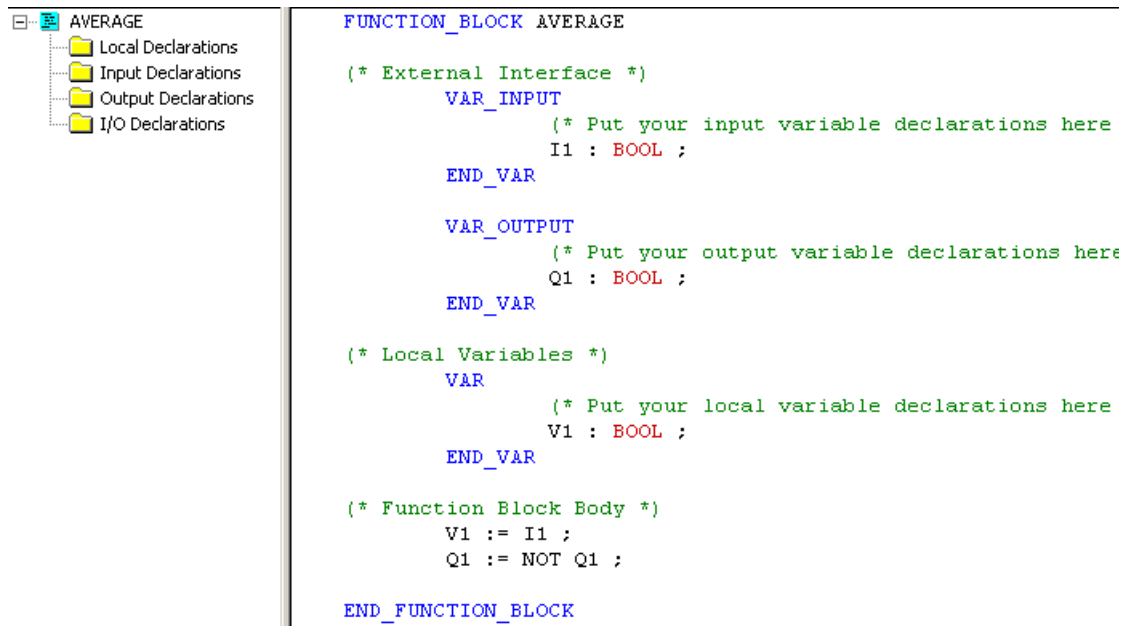 AVERAGE
Local Declarations
Input Declarations
Output Declarations
I/O Declarations
FUNCTION_BLOCK AVERAGE
(* External Interface *)
VAR_INPUT
(* Put your input variable declarations here
I1 : BOOL ;
END_VAR
VAR_OUTPUT
(* Put your output variable declarations here
Q1 : BOOL ;
END_VAR
(* Local Variables *)
VAR
(* Put your local variable declarations here
V1 : BOOL ;
END_VAR
(* Function Block Body *)
V1 := I1 ;
Q1 := NOT Q1 ;
END_FUNCTION_BLOCK